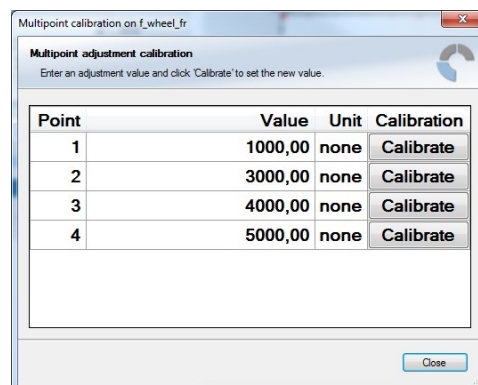 Multipoint calibration on f_wheel_fr
Multipoint adjustment calibration
Enter an adjustment value and click 'Calibrate' to set the new value.
Point Value Unit Calibration
1 1000,00 none Calibrate
2 3000,00 none Calibrate
3 4000,00 none Calibrate
4 5000,00 none Calibrate
Close